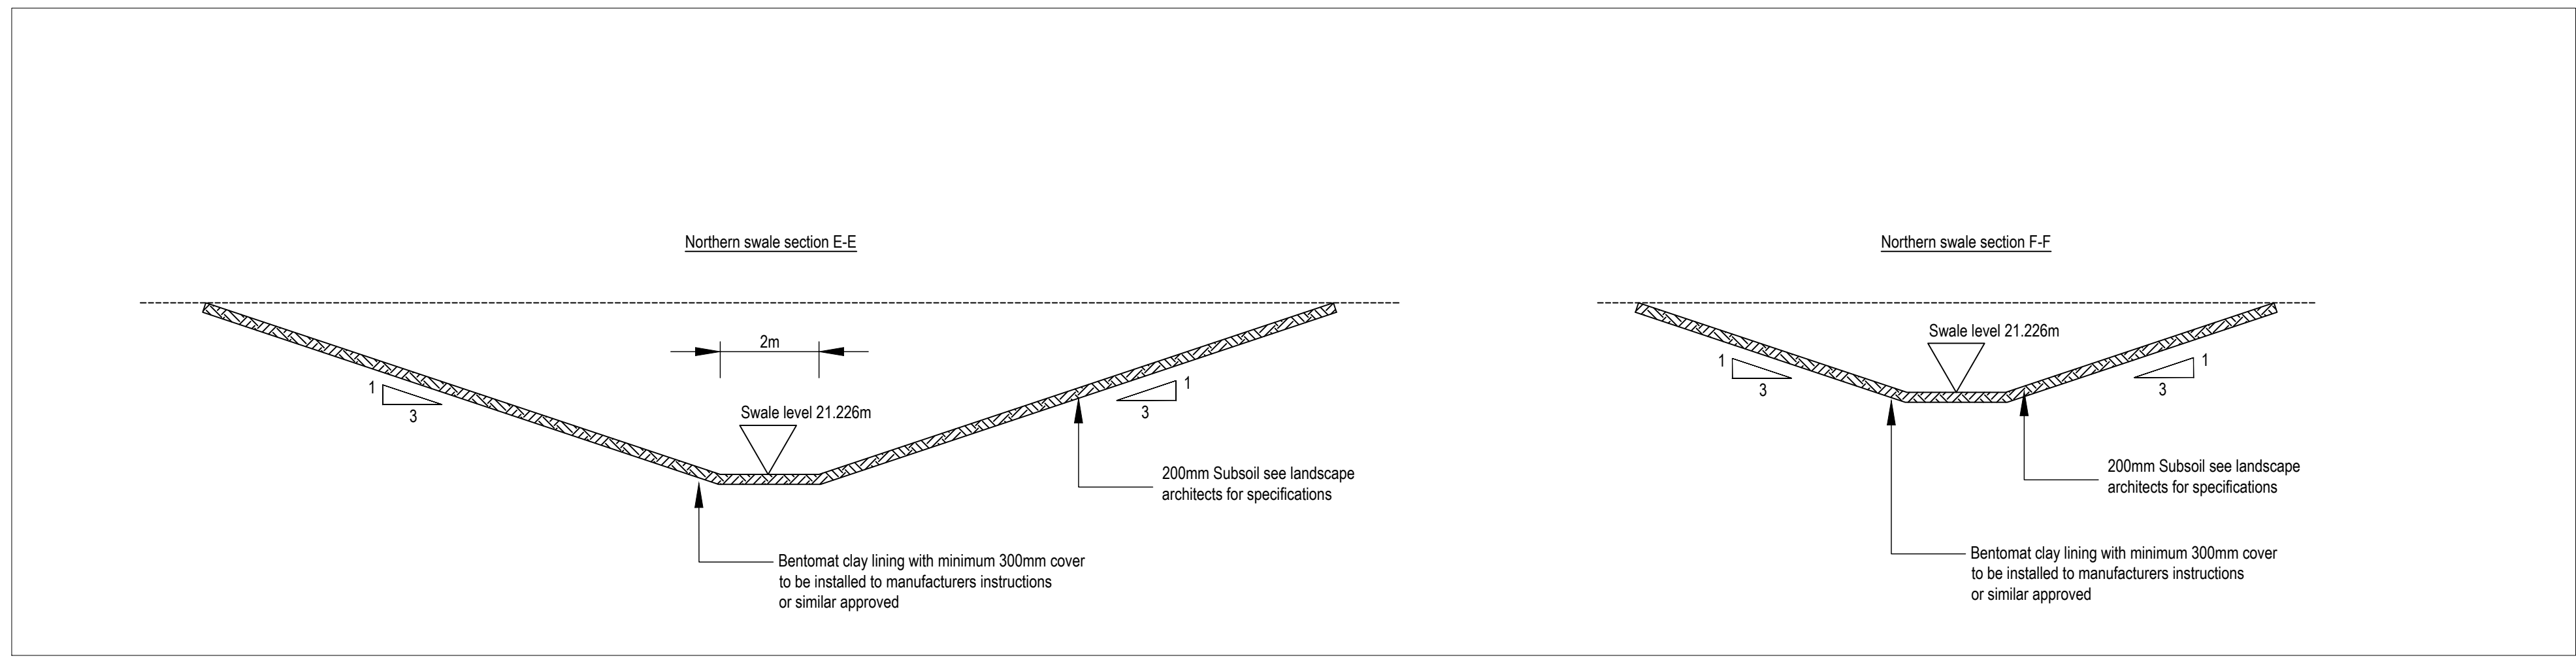 Northern swale section E-E
2m
1
3
Swale level 21.226m
1
3
200mm Subsoil see landscape
architects for specifications
Bentomat clay lining with minimum 300mm cover
to be installed to manufacturers instructions
or similar approved
Northern swale section F-F
Swale level 21.226m
1
3
1
3
200mm Subsoil see landscape
architects for specifications
Bentomat clay lining with minimum 300mm cover
to be installed to manufacturers instructions
or similar approved